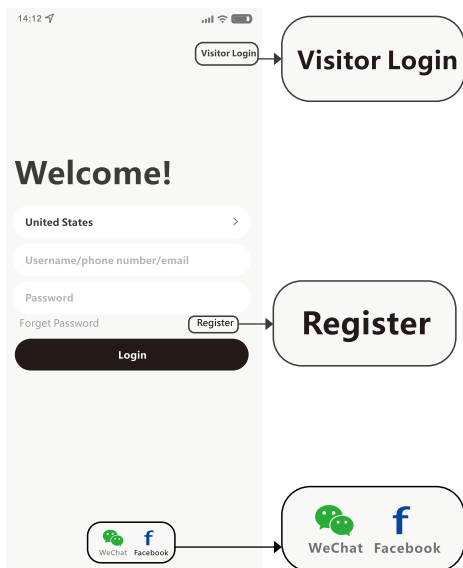 14:12
Visitor Login
Visitor Login
Welcome!
United States
Username/phone number/email
Password
Forget Password
Register
Register
Login
WeChat Facebook
WeChat Facebook